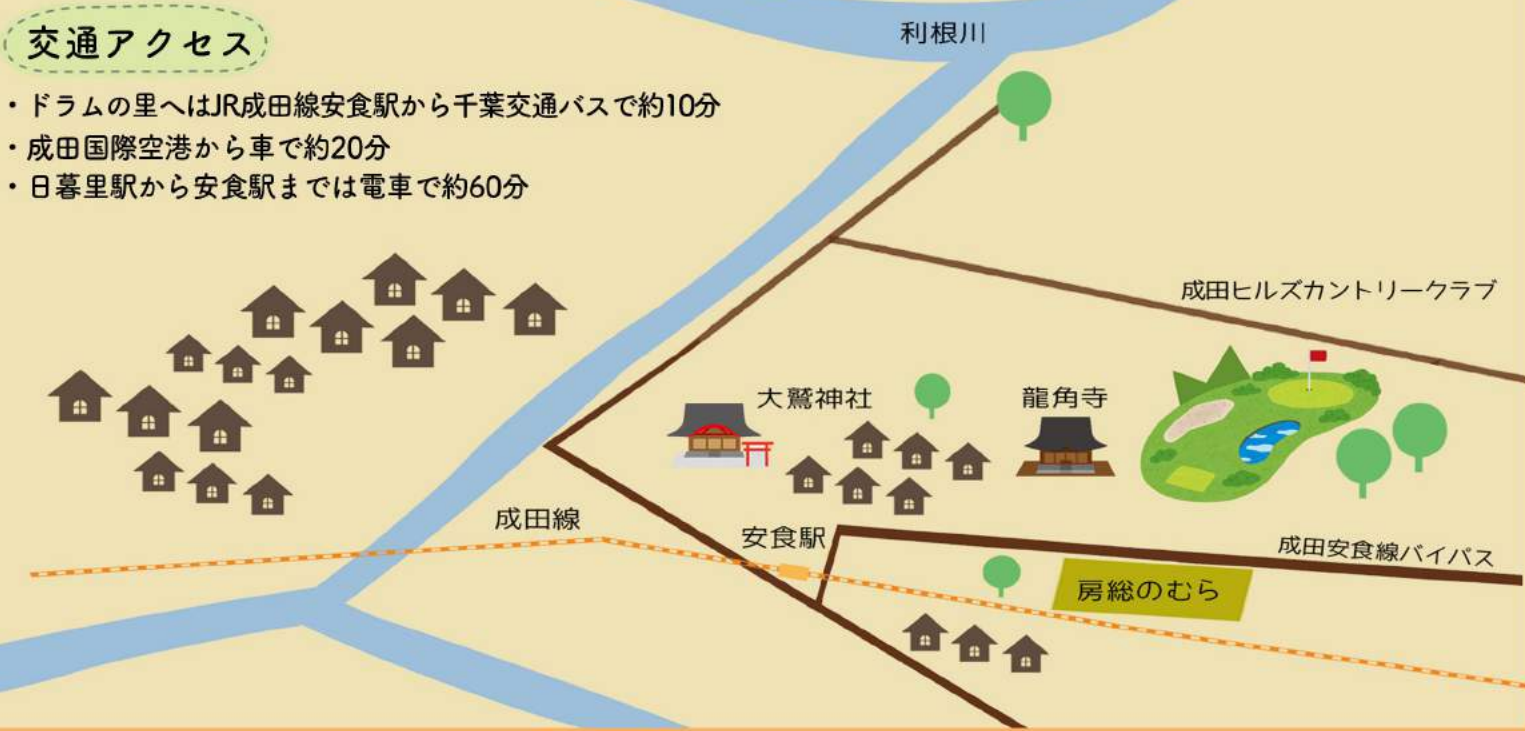 交通アクセス
・ドラムの里へはJR成田線安食駅から千葉交通バスで約10分
・成田国際空港から車で約20分
・日暮里駅から安食駅までは電車で約60分
利根川
成田ヒルズカントリークラブ
大鷲神社
龍角寺
成田線
安食駅
成田安食線バイパス
房総のむら